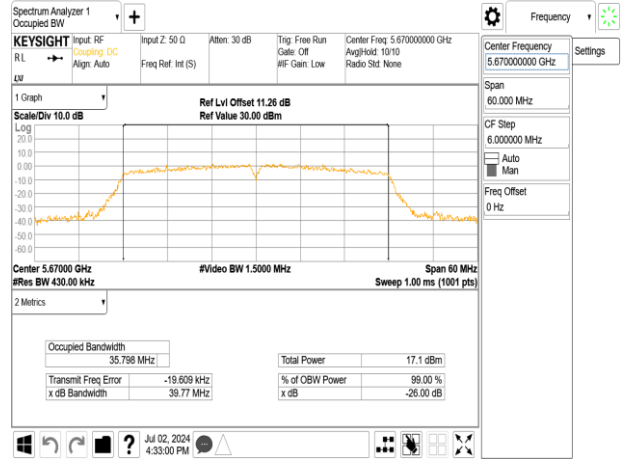 Spectrum Analyzer 1
Occupied BW
Frequency
KEYSIGHT
RL
LXI
Input: RF
Coupling: DC
Align: Auto
Input Z: 50 Ω
Freq Ref: Int (S)
Atten: 30 dB
Trig: Free Run
Gate: Off
#IF Gain: Low
Center Freq: 5.670000000 GHz
Avg|Hold: 10/10
Radio Std: None
Center Frequency
5.670000000 GHz
Settings
Span
60.000 MHz
CF Step
6.000000 MHz
Auto
Man
Freq Offset
0 Hz
1 Graph
Scale/Div 10.0 dB
Ref Lvl Offset 11.26 dB
Ref Value 30.00 dBm
Log
20.0
10.0
0.00
-10.0
-20.0
-30.0
-40.0
-50.0
-60.0
Center 5.67000 GHz
#Res BW 430.00 kHz
#Video BW 1.5000 MHz
Span 60 MHz
Sweep 1.00 ms (1001 pts)
2 Metrics
Occupied Bandwidth
35.798 MHz
Total Power 17.1 dBm
Transmit Freq Error -19.609 kHz
% of OBW Power 99.00 %
x dB Bandwidth 39.77 MHz
x dB -26.00 dB
?
Jul 02, 2024
4:33:00 PM